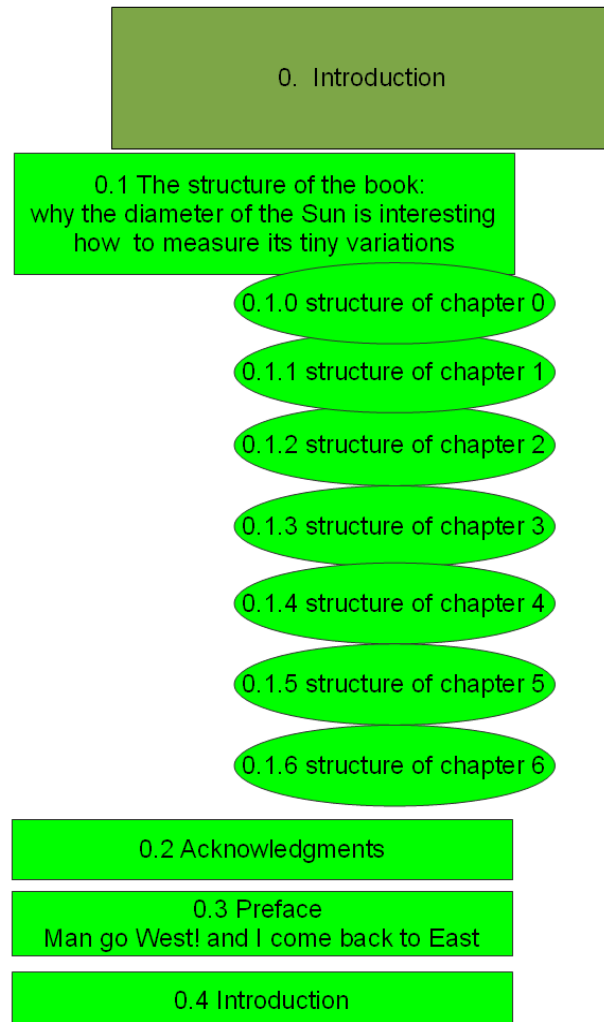 0.  Introduction
0.1 The structure of the book:
why the diameter of the Sun is interesting
how  to measure its tiny variations
0.1.0 structure of chapter 0
0.1.1 structure of chapter 1
0.1.2 structure of chapter 2
0.1.3 structure of chapter 3
0.1.4 structure of chapter 4
0.1.5 structure of chapter 5
0.1.6 structure of chapter 6
0.2 Acknowledgments
0.3 Preface
Man go West! and I come back to East
0.4 Introduction